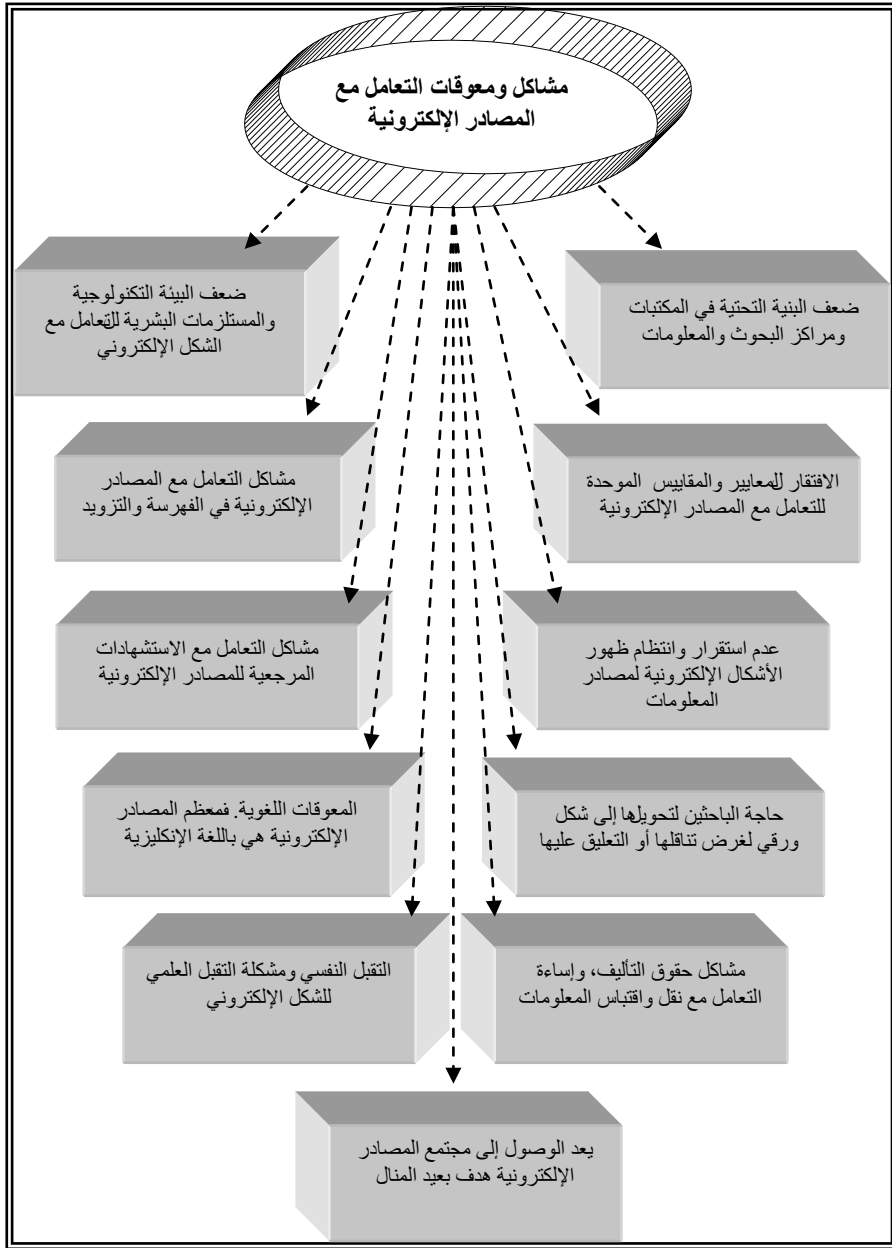 مشاكل ومعوقات التعامل مع
المصادر الإلكترونية
ضعف البنية التحتية في المكتبات
ومراكز البحوث والمعلومات
ضعف البيئة التكنولوجية
والمستلزمات البشرية للتعامل مع
الشكل الإلكتروني
الافتقار للمعايير والمقاييس الموحدة
للتعامل مع المصادر الإلكترونية
مشاكل التعامل مع المصادر
الإلكترونية في الفهرسة والتزويد
عدم استقرار وانتظام ظهور
الأشكال الإلكترونية لمصادر
المعلومات
مشاكل التعامل مع الاستشهادات
المرجعية للمصادر الإلكترونية
حاجة الباحثين لتحويلها إلى شكل
ورقي لغرض تناقلها أو التعليق عليها
المعوقات اللغوية. فمعظم المصادر
الإلكترونية هي باللغة الإنكليزية
مشاكل حقوق التأليف، وإساءة
التعامل مع نقل واقتباس المعلومات
التقبل النفسي ومشكلة التقبل العلمي
للشكل الإلكتروني
يعد الوصول إلى مجتمع المصادر
الإلكترونية هدف بعيد المنال